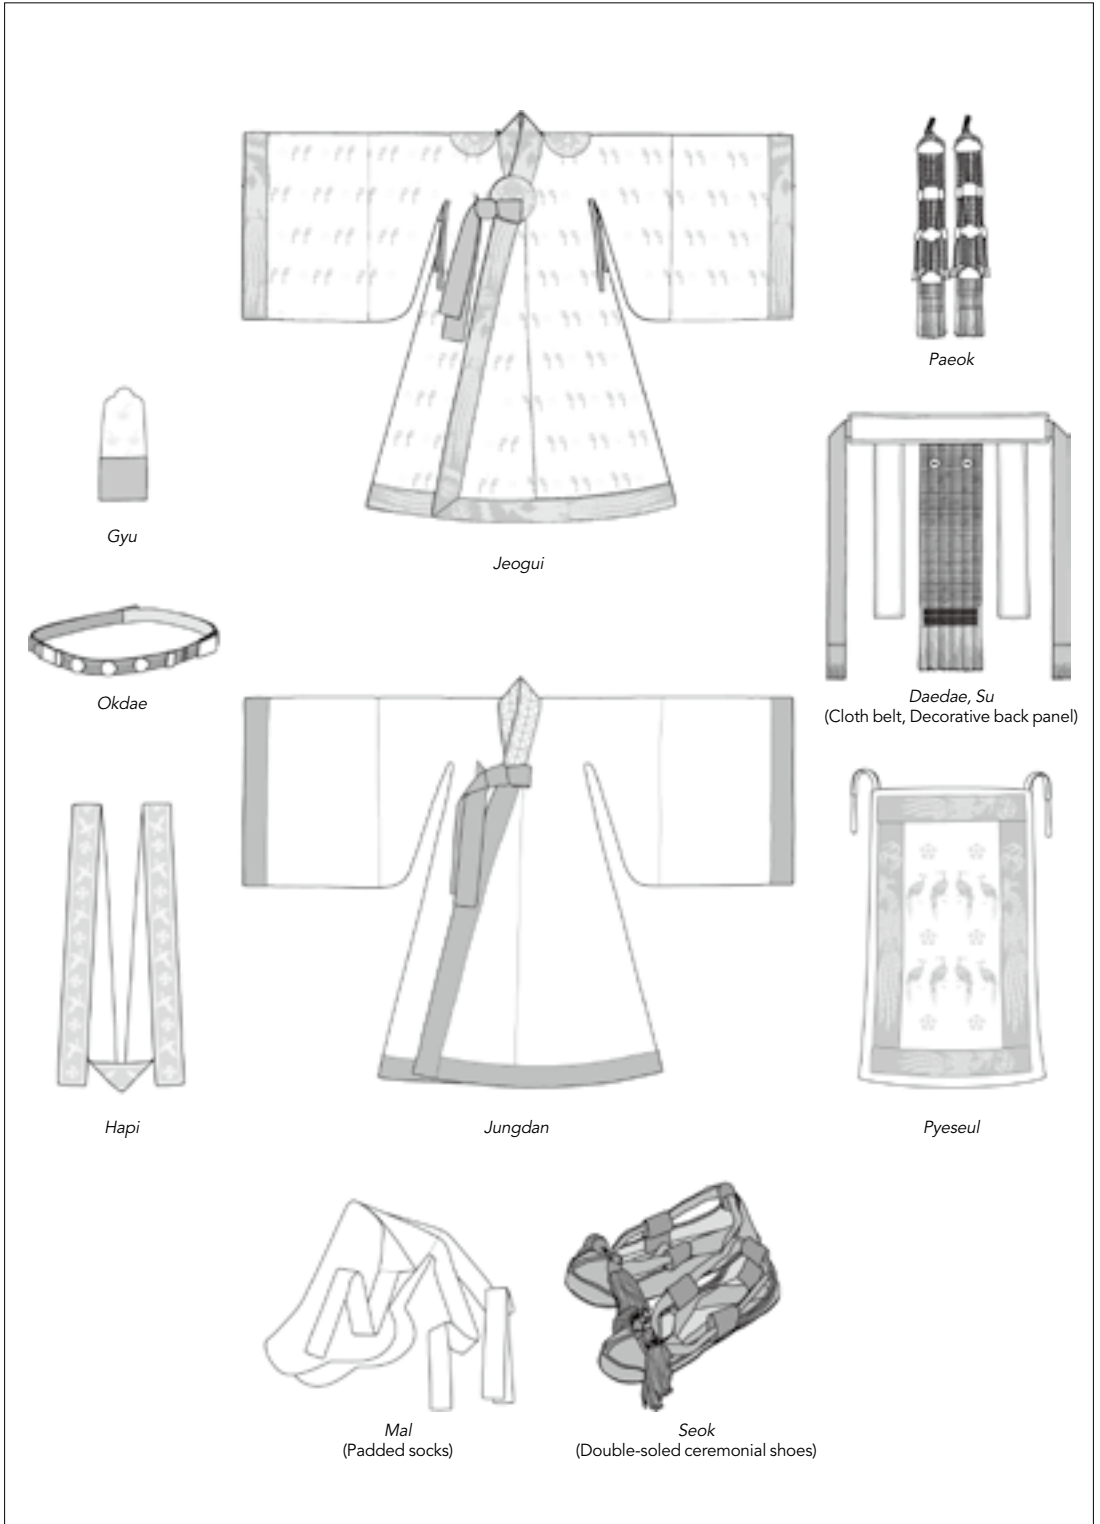 Paeok
Gyu
Jeogui
Okdae
Daedae, Su
(Cloth belt, Decorative back panel)
Hapi
Jungdan
Pyeseul
Mal
(Padded socks)
Seok
(Double-soled ceremonial shoes)